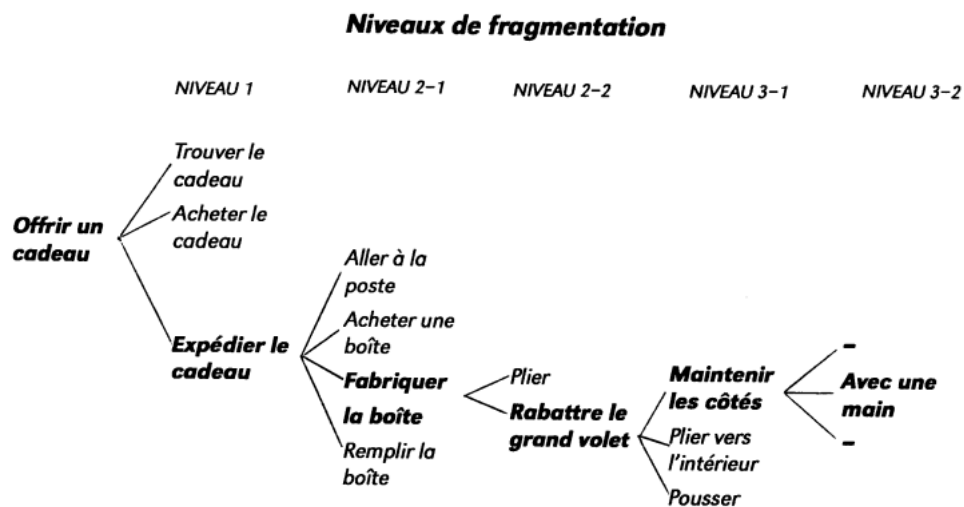 Niveaux de fragmentation
NIVEAU 1
NIVEAU 2-1
NIVEAU 2-2
NIVEAU 3-1
NIVEAU 3-2
Offrir un
cadeau
Trouver le
cadeau
Acheter le
cadeau
Expédier le
cadeau
Aller à la
poste
Acheter une
boîte
Fabriquer
la boîte
Remplir la
boîte
Plier
Rabattre le
grand volet
Maintenir
les côtés
Plier vers
l'intérieur
Pousser
–
Avec une
main
–